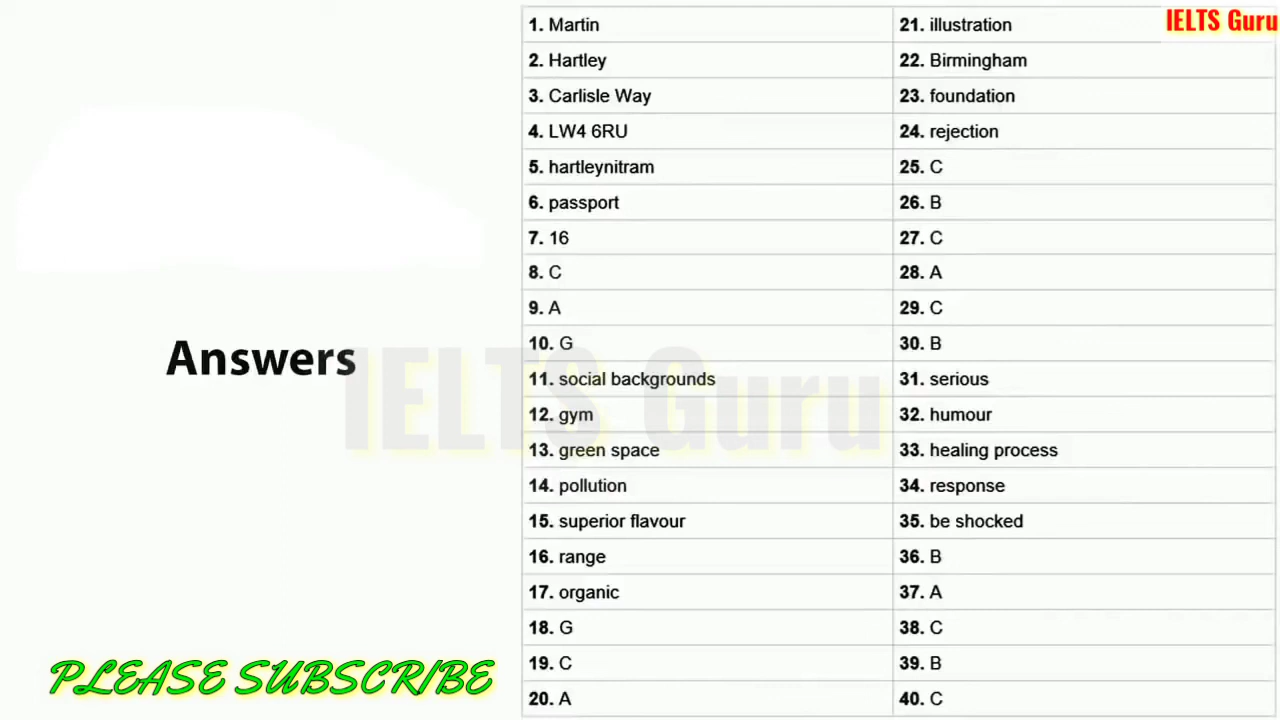 IELTS Guru
Answers
1. Martin
2. Hartley
3. Carlisle Way
4. LW4 6RU
5. hartleynitram
6. passport
7. 16
8. C
9. A
10. G
11. social backgrounds
12. gym
13. green space
14. pollution
15. superior flavour
16. range
17. organic
18. G
19. C
20. A
21. illustration
22. Birmingham
23. foundation
24. rejection
25. C
26. B
27. C
28. A
29. C
30. B
31. serious
32. humour
33. healing process
34. response
35. be shocked
36. B
37. A
38. C
39. B
40. C
IELTS Guru
PLEASE SUBSCRIBE